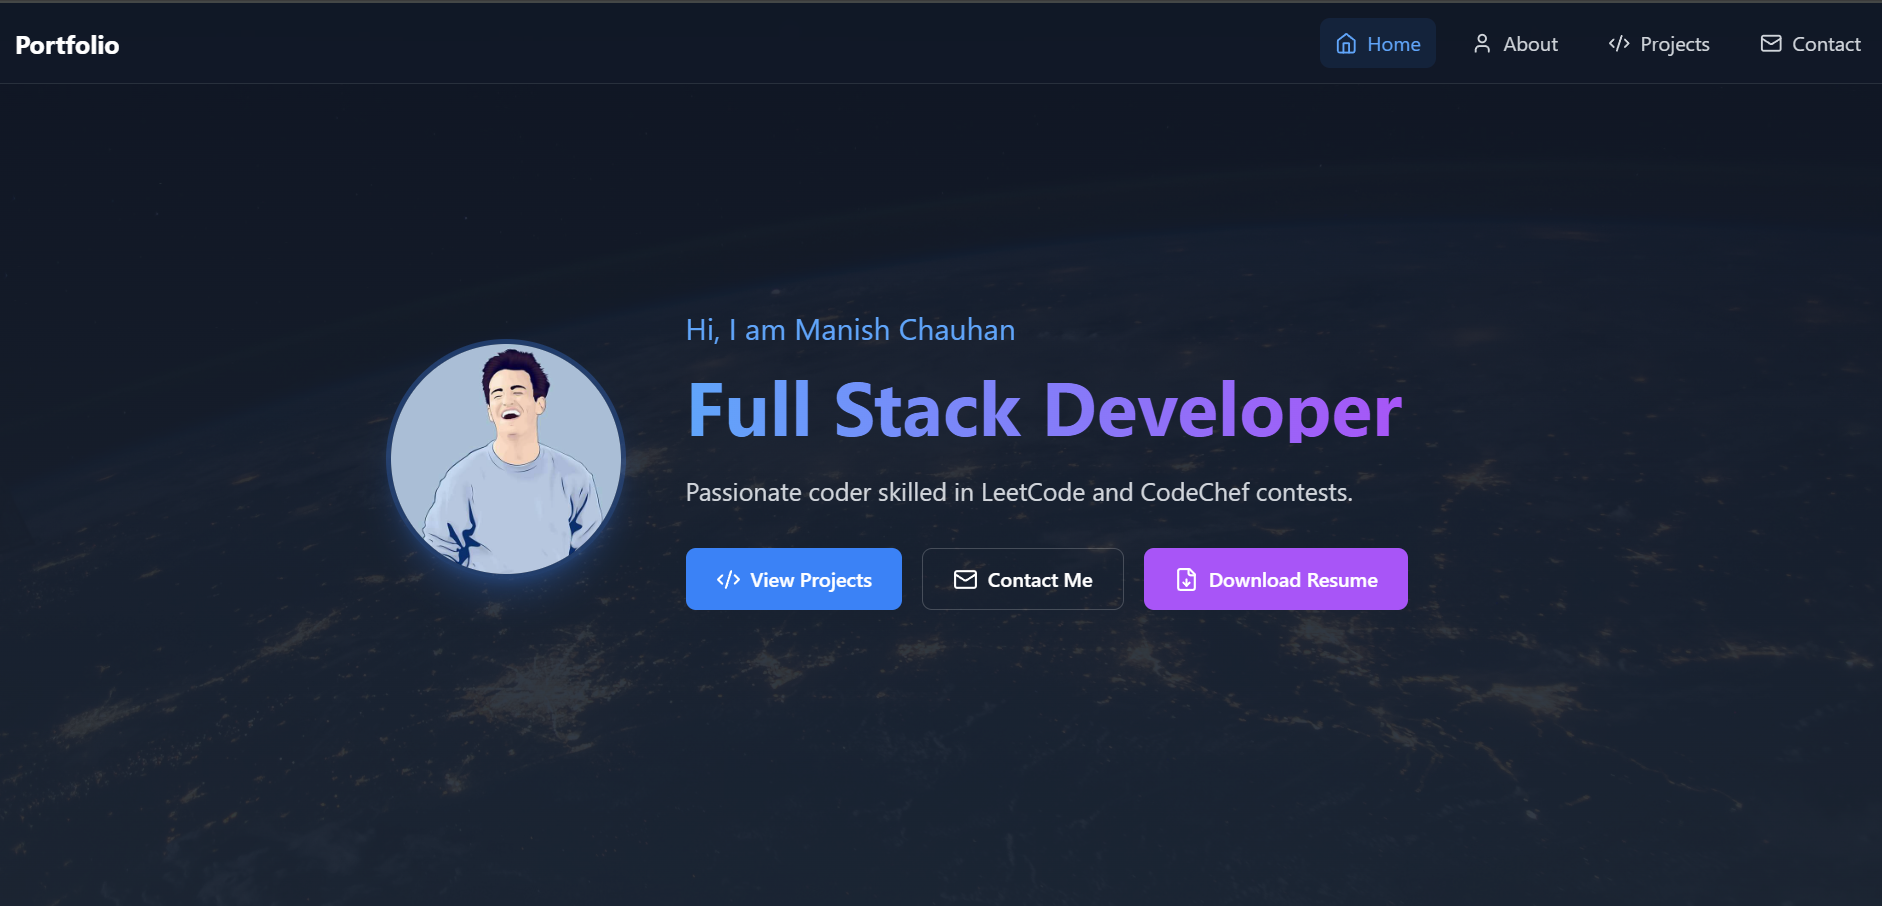 Portfolio
Home
About
Projects
Contact
Hi, I am Manish Chauhan
Full Stack Developer
Passionate coder skilled in LeetCode and CodeChef contests.
View Projects
Contact Me
Download Resume